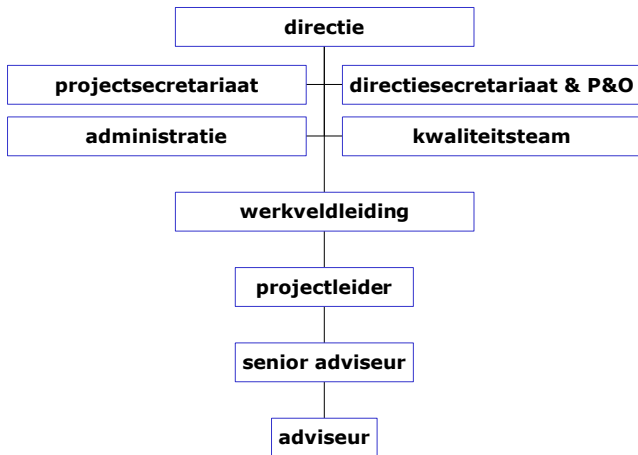 directie
projectsecretariaat
directiesecretariaat & P&O
administratie
kwaliteitsteam
werkveldleiding
projectleider
senior adviseur
adviseur